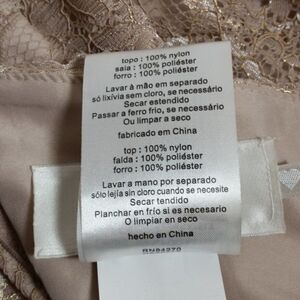 topo : 100% nylon
saia : 100% poliéster
forro : 100% poliéster
Lavar à mão em separado
só lixívia sem cloro, se necessário
Secar estendido
Passar a ferro frio, se necessário
Ou limpar a seco
fabricado em China
top : 100% nylon
falda : 100% poliéster
forro : 100% poliéster
Lavar a mano por separado
sólo lejía sin cloro cuando se necesite
Secar tendido
Planchar en frío si es necesario
O limpiar en seco
hecho en China
RN84270